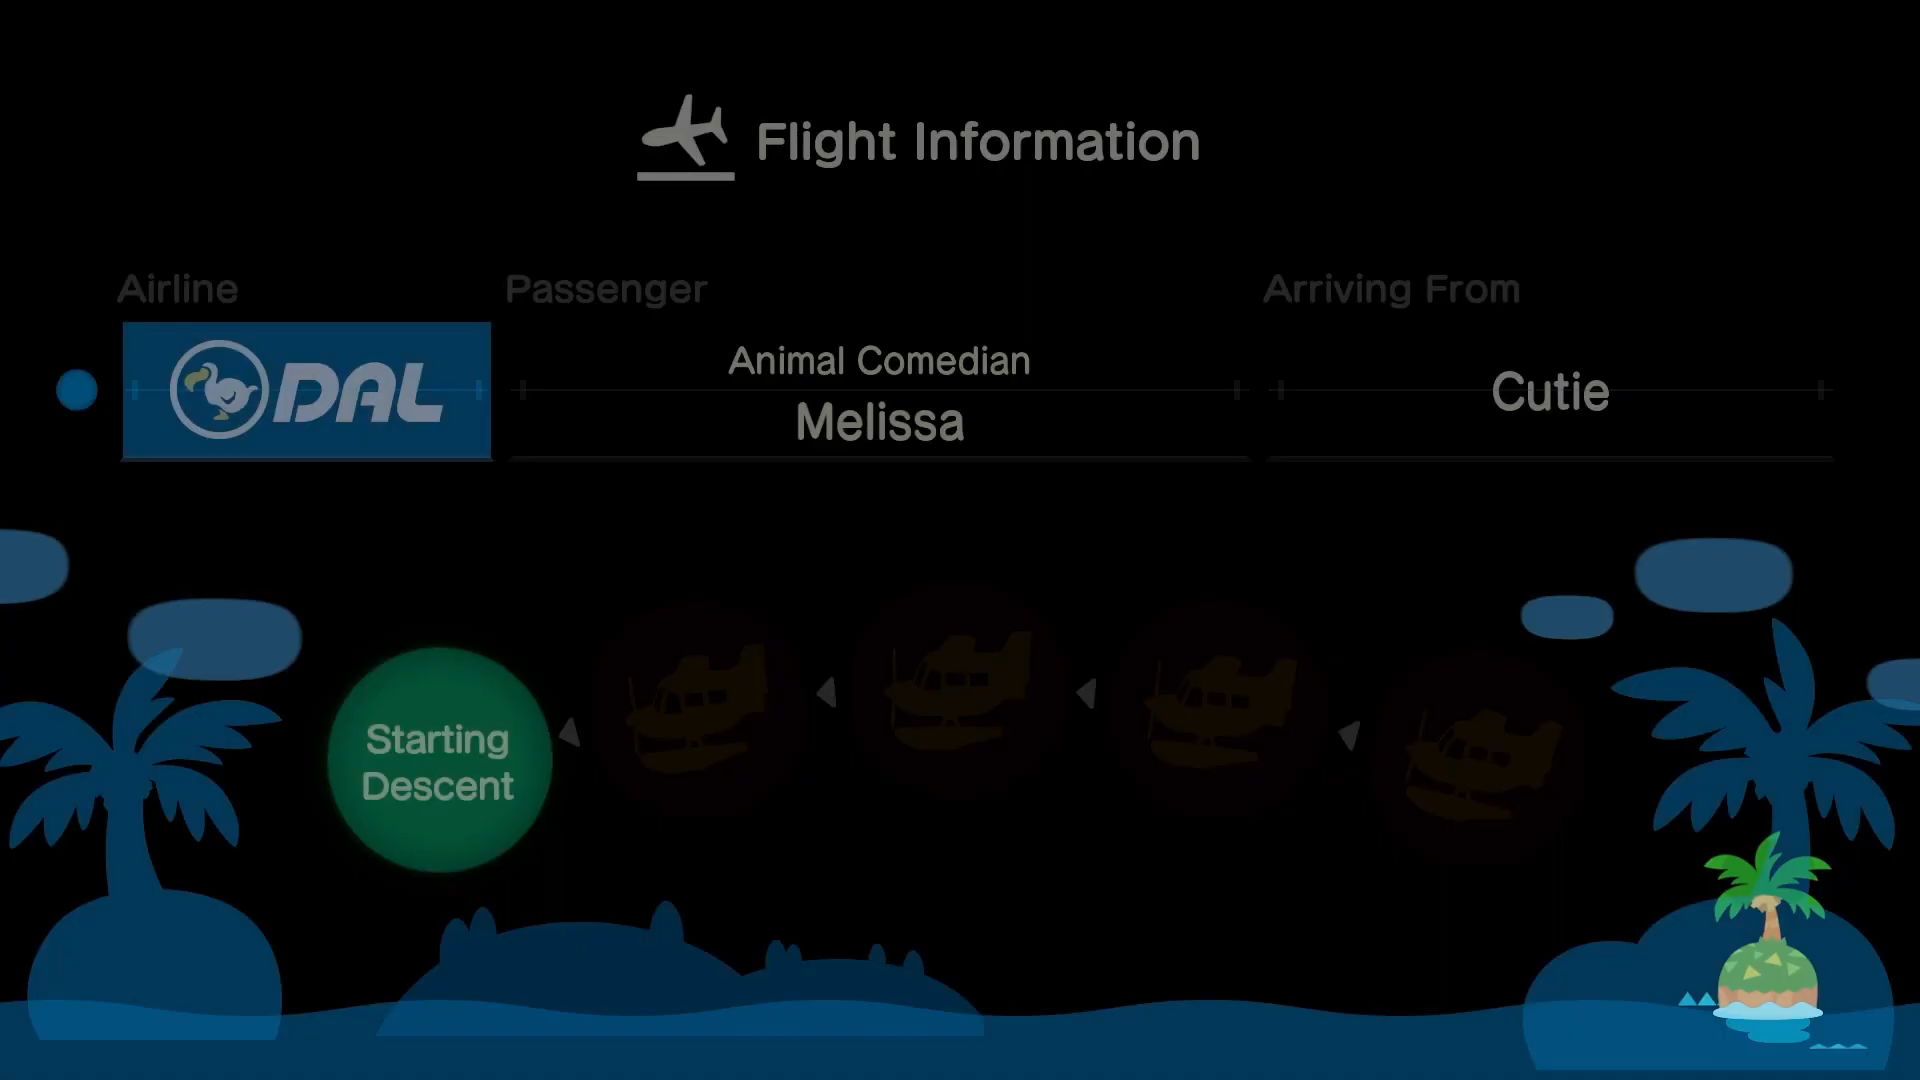 Flight Information
Airline
Passenger
Arriving From
DAL
Animal Comedian
Melissa
Cutie
Starting
Descent